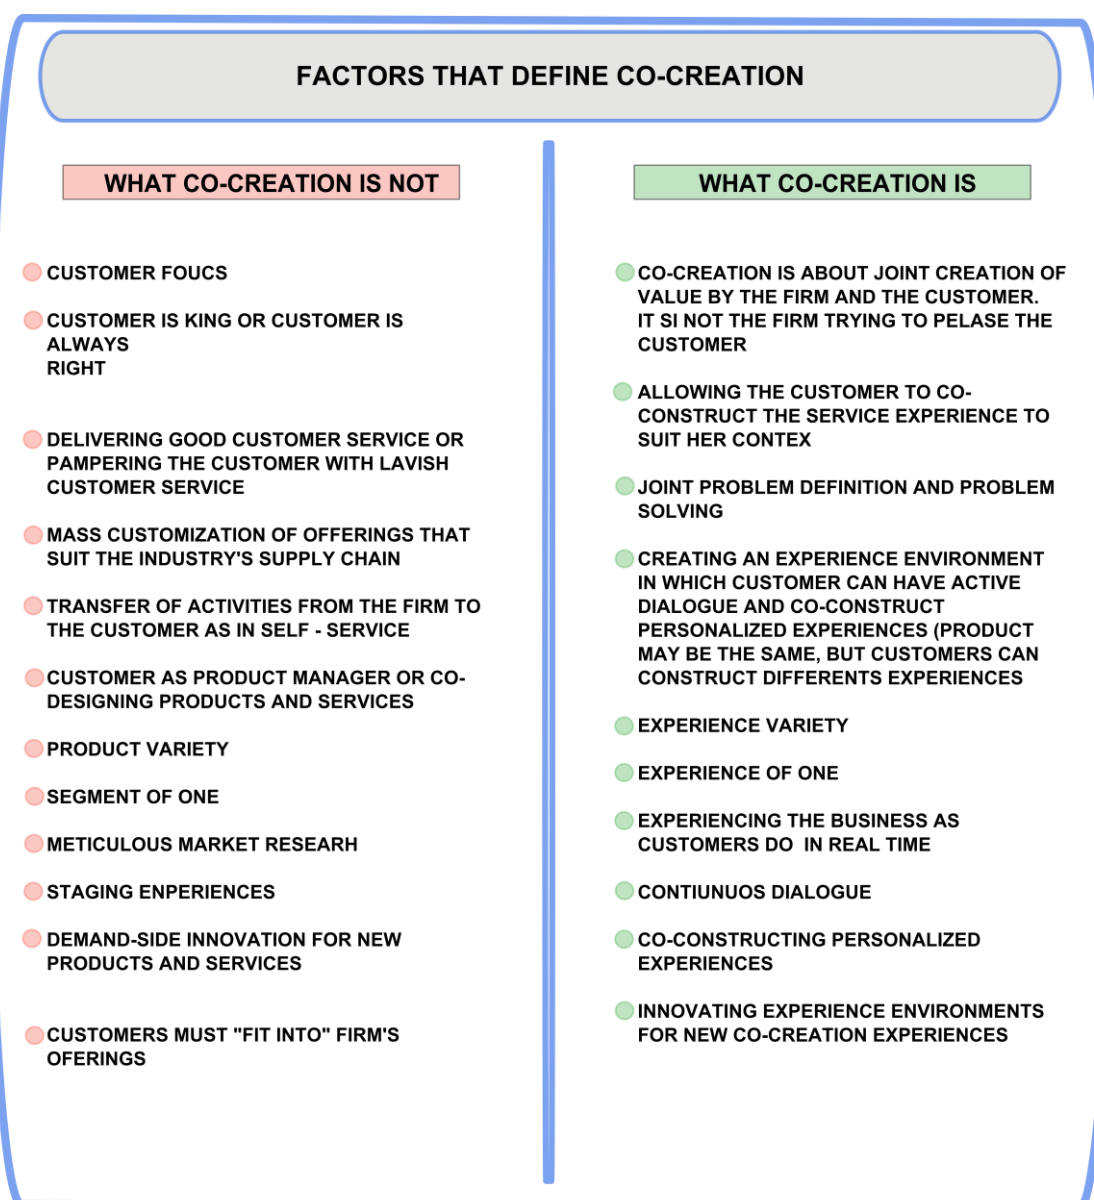 FACTORS THAT DEFINE CO-CREATION
WHAT CO-CREATION IS NOT
CUSTOMER FOUCS
CUSTOMER IS KING OR CUSTOMER IS
ALWAYS
RIGHT
DELIVERING GOOD CUSTOMER SERVICE OR
PAMPERING THE CUSTOMER WITH LAVISH
CUSTOMER SERVICE
MASS CUSTOMIZATION OF OFFERINGS THAT
SUIT THE INDUSTRY'S SUPPLY CHAIN
TRANSFER OF ACTIVITIES FROM THE FIRM TO
THE CUSTOMER AS IN SELF - SERVICE
CUSTOMER AS PRODUCT MANAGER OR CO-
DESIGNING PRODUCTS AND SERVICES
PRODUCT VARIETY
SEGMENT OF ONE
METICULOUS MARKET RESEARH
STAGING ENPERIENCES
DEMAND-SIDE INNOVATION FOR NEW
PRODUCTS AND SERVICES
CUSTOMERS MUST "FIT INTO" FIRM'S
OFERINGS
WHAT CO-CREATION IS
CO-CREATION IS ABOUT JOINT CREATION OF
VALUE BY THE FIRM AND THE CUSTOMER.
IT SI NOT THE FIRM TRYING TO PELASE THE
CUSTOMER
ALLOWING THE CUSTOMER TO CO-
CONSTRUCT THE SERVICE EXPERIENCE TO
SUIT HER CONTEX
JOINT PROBLEM DEFINITION AND PROBLEM
SOLVING
CREATING AN EXPERIENCE ENVIRONMENT
IN WHICH CUSTOMER CAN HAVE ACTIVE
DIALOGUE AND CO-CONSTRUCT
PERSONALIZED EXPERIENCES (PRODUCT
MAY BE THE SAME, BUT CUSTOMERS CAN
CONSTRUCT DIFFERENTS EXPERIENCES
EXPERIENCE VARIETY
EXPERIENCE OF ONE
EXPERIENCING THE BUSINESS AS
CUSTOMERS DO  IN REAL TIME
CONTIUNUOS DIALOGUE
CO-CONSTRUCTING PERSONALIZED
EXPERIENCES
INNOVATING EXPERIENCE ENVIRONMENTS
FOR NEW CO-CREATION EXPERIENCES